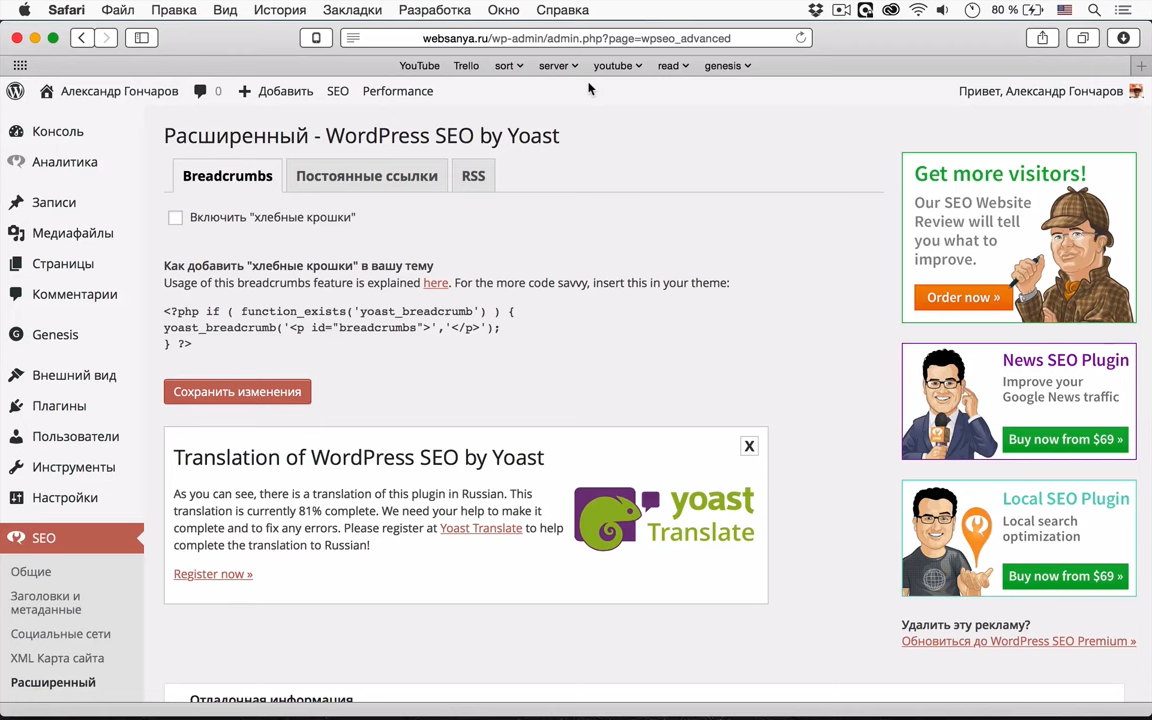 Safari Файл Правка Вид История Закладки Разработка Окно Справка 80 %
websanya.ru/wp-admin/admin.php?page=wpseo_advanced
YouTube Trello sort server youtube read genesis
Александр Гончаров 0 Добавить SEO Performance Привет, Александр Гончаров
Консоль
Аналитика
Записи
Медиафайлы
Страницы
Комментарии
Genesis
Внешний вид
Плагины
Пользователи
Инструменты
Настройки
SEO
Общие
Заголовки и
метаданные
Социальные сети
XML Карта сайта
Расширенный
Расширенный - WordPress SEO by Yoast
Breadcrumbs Постоянные ссылки RSS
Включить "хлебные крошки"
Как добавить "хлебные крошки" в вашу тему
Usage of this breadcrumbs feature is explained here. For the more code savvy, insert this in your theme:
<?php if ( function_exists('yoast_breadcrumb') ) {
yoast_breadcrumb('<p id="breadcrumbs">','</p>');
} ?>
Сохранить изменения
Translation of WordPress SEO by Yoast
X
As you can see, there is a translation of this plugin in Russian. This
translation is currently 81% complete. We need your help to make it
complete and to fix any errors. Please register at Yoast Translate to help
complete the translation to Russian!
Register now »
yoast
Translate
Отладочная информация
Get more visitors!
Our SEO Website
Review will tell
you what to
improve.
Order now »
News SEO Plugin
Improve your
Google News traffic
Buy now from $69 »
Local SEO Plugin
Local search
optimization
Buy now from $69 »
Удалить эту рекламу?
Обновиться до WordPress SEO Premium »